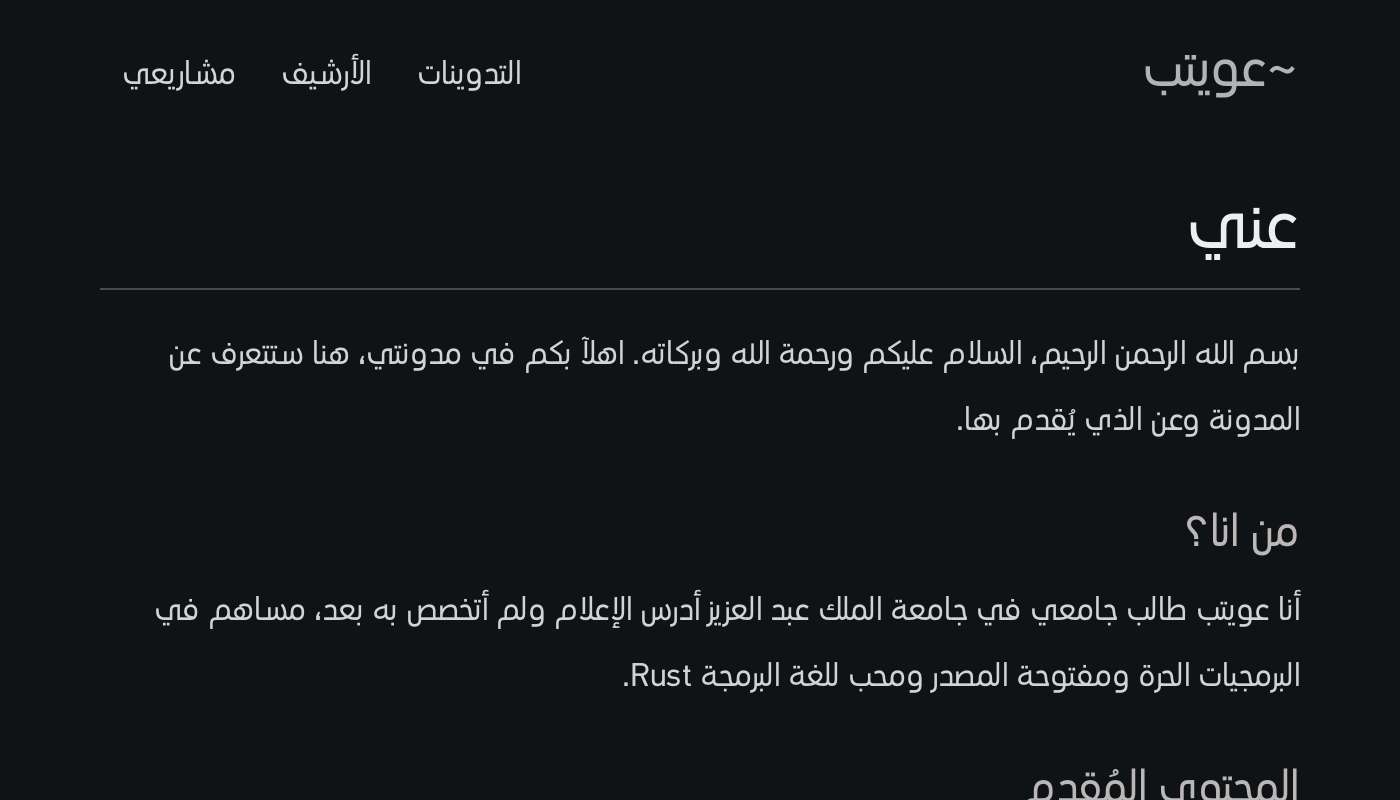 ~عويتب
التدوينات
الأرشيف
مشاريعي
عني
بسم الله الرحمن الرحيم، السلام عليكم ورحمة الله وبركاته. اهلآ بكم في مدونتي، هنا ستتعرف عن
المدونة وعن الذي يُقدم بها.
من انا؟
أنا عويتب طالب جامعي في جامعة الملك عبد العزيز أدرس الإعلام ولم أتخصص به بعد، مساهم في
البرمجيات الحرة ومفتوحة المصدر ومحب للغة البرمجة Rust.
المحتوى المُقدم